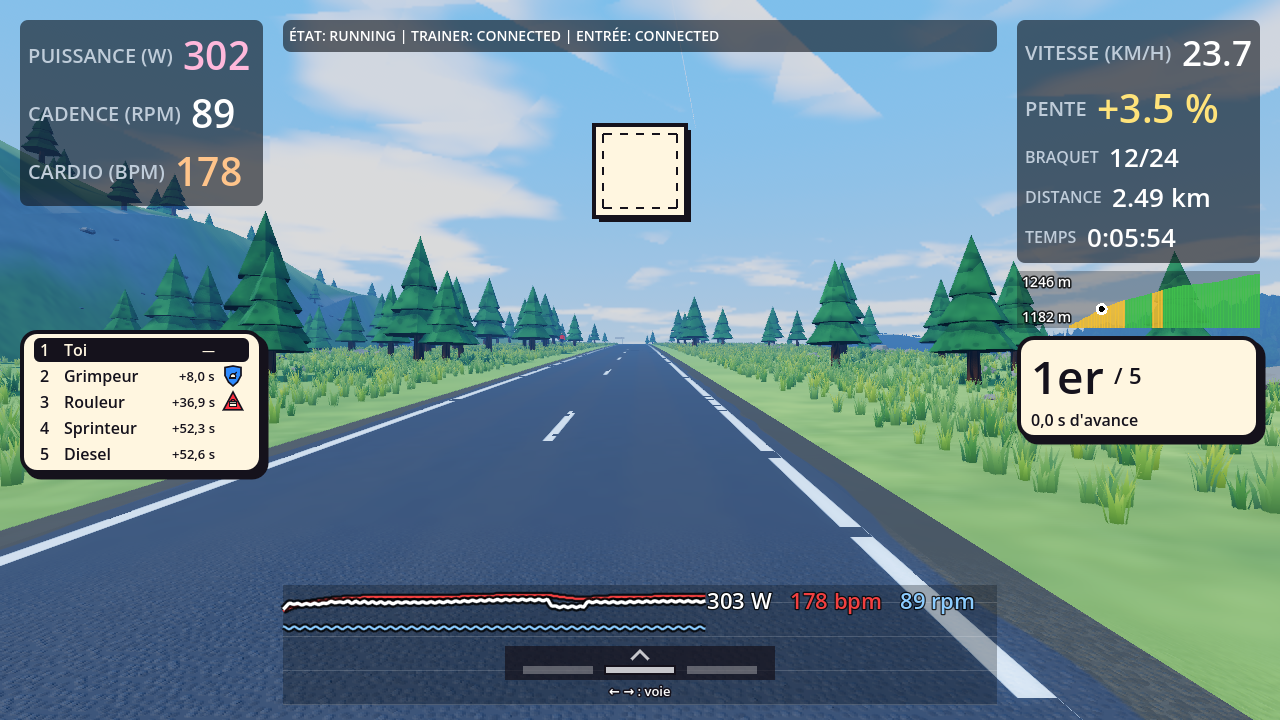 PUISSANCE (W) 302
CADENCE (RPM) 89
CARDIO (BPM) 178
ÉTAT: RUNNING | TRAINER: CONNECTED | ENTRÉE: CONNECTED
VITESSE (KM/H) 23.7
PENTE +3.5 %
BRAQUET 12/24
DISTANCE 2.49 km
TEMPS 0:05:54
1246 m
1182 m
1 Toi —
2 Grimpeur +8,0 s
3 Rouleur +36,9 s
4 Sprinteur +52,3 s
5 Diesel +52,6 s
1er / 5
0,0 s d'avance
303 W 178 bpm 89 rpm
← → : voie